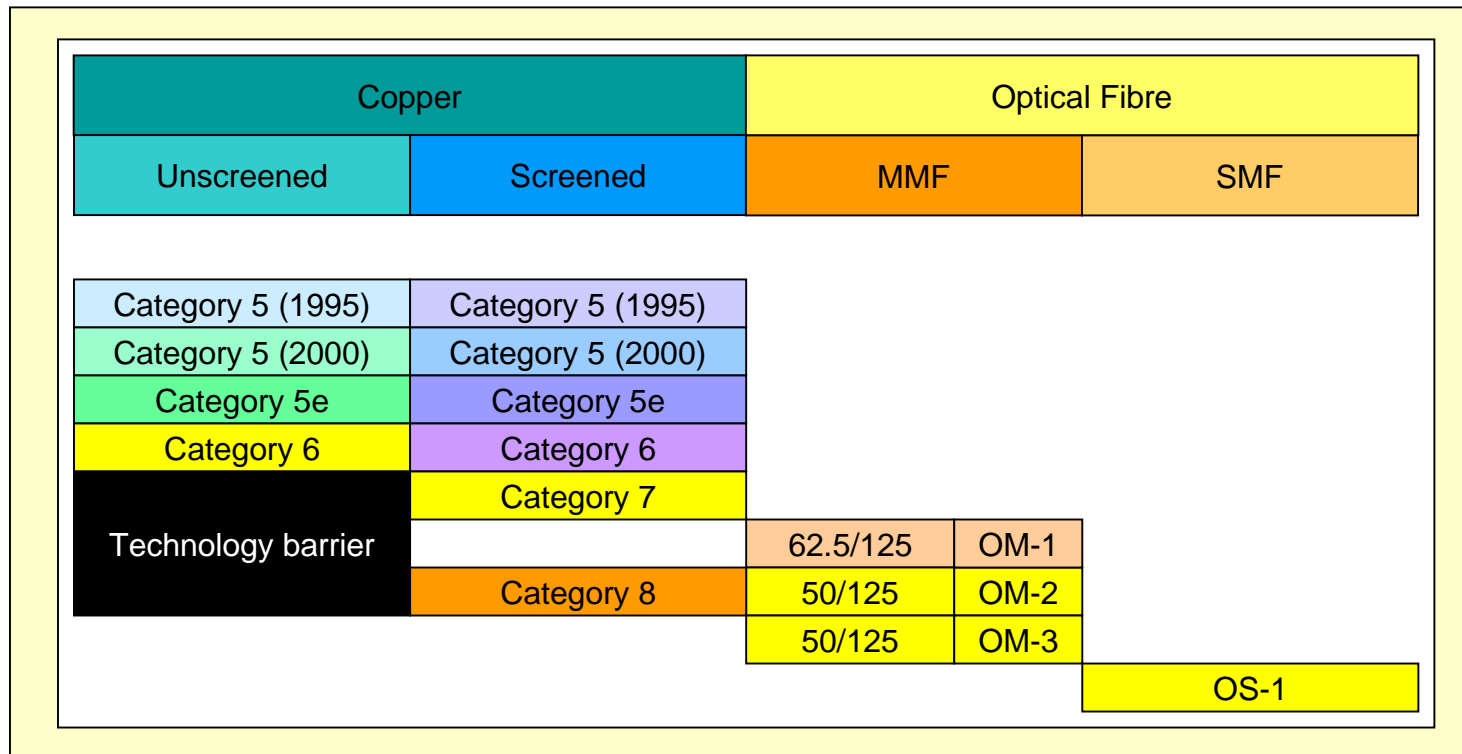 Copper
Optical Fibre
Unscreened
Screened
MMF
SMF
Category 5 (1995)
Category 5 (1995)
Category 5 (2000)
Category 5 (2000)
Category 5e
Category 5e
Category 6
Category 6
Category 7
Technology barrier
62.5/125
OM-1
Category 8
50/125
OM-2
50/125
OM-3
OS-1